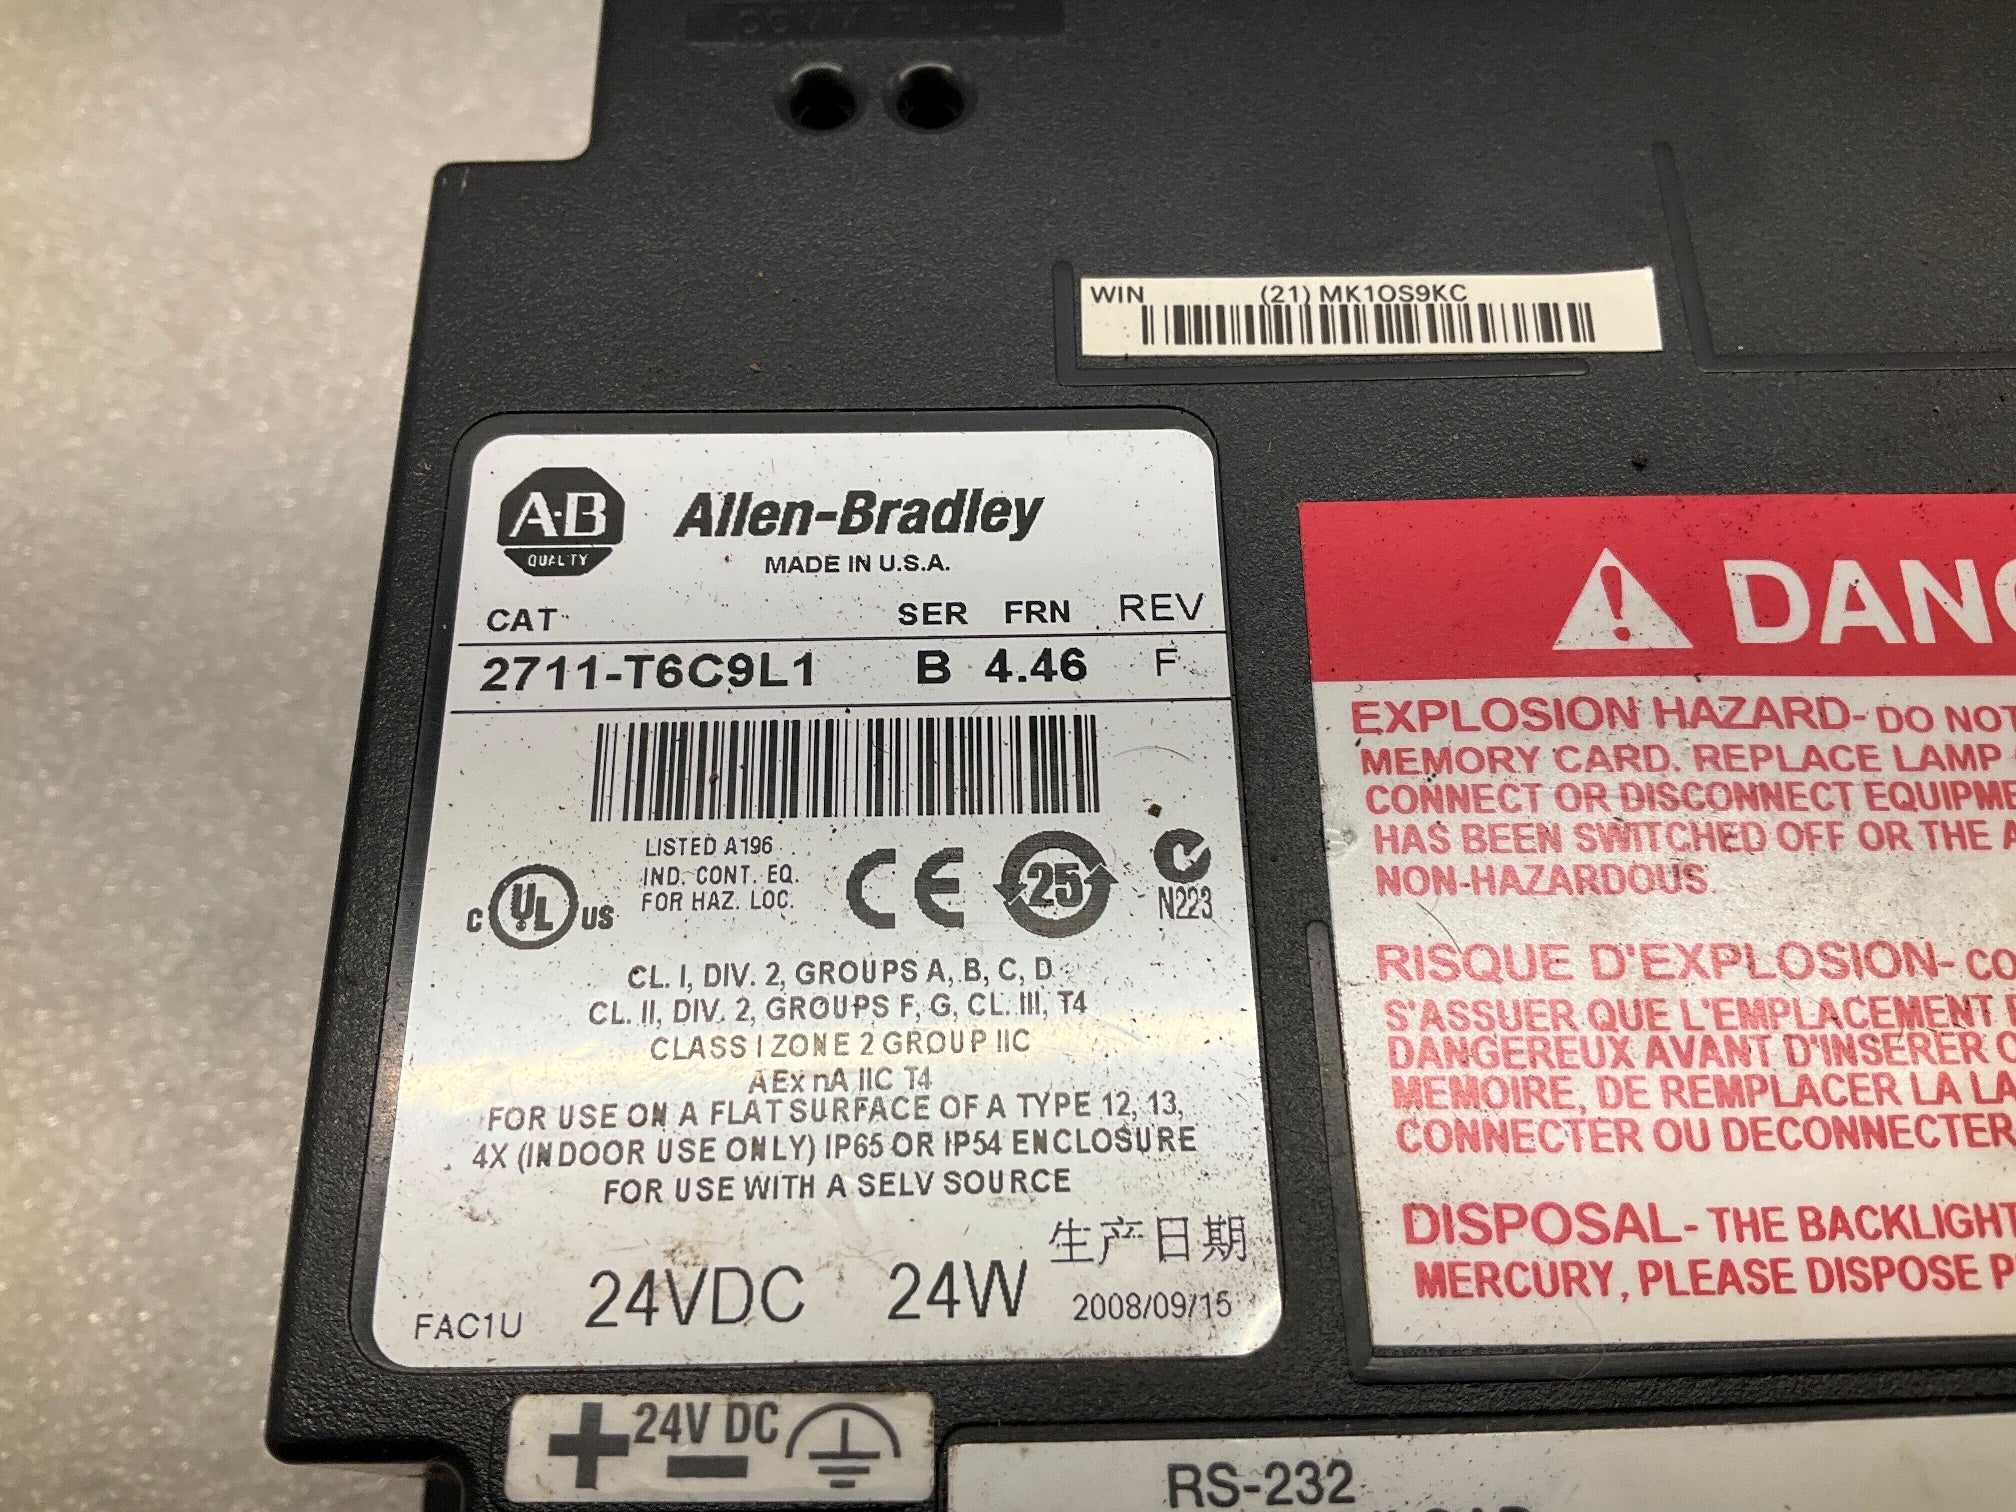 WIN (21) MK1OS9KC
A·B
QUALITY
Allen-Bradley
MADE IN U.S.A.
CAT SER FRN REV
2711-T6C9L1 B 4.46 F
LISTED A196
IND. CONT. EQ.
FOR HAZ. LOC.
C UL US
CE
25
N223
CL. I, DIV. 2, GROUPS A, B, C, D
CL. II, DIV. 2, GROUPS F, G, CL. III, T4
CLASS I ZONE 2 GROUP IIC
AEx nA IIC T4
FOR USE ON A FLAT SURFACE OF A TYPE 12, 13,
4X (INDOOR USE ONLY) IP65 OR IP54 ENCLOSURE
FOR USE WITH A SELV SOURCE
生产日期
FAC1U 24VDC 24W 2008/09/15
DANG
EXPLOSION HAZARD- DO NOT
MEMORY CARD. REPLACE LAMP
CONNECT OR DISCONNECT EQUIPME
HAS BEEN SWITCHED OFF OR THE A
NON-HAZARDOUS.
RISQUE D'EXPLOSION- CO
S'ASSUER QUE L'EMPLACEMENT
DANGEREUX AVANT D'INSERER
MEMOIRE, DE REMPLACER LA LA
CONNECTER OU DECONNECTER
DISPOSAL- THE BACKLIGHT
MERCURY, PLEASE DISPOSE P
+ 24V DC -
RS-232